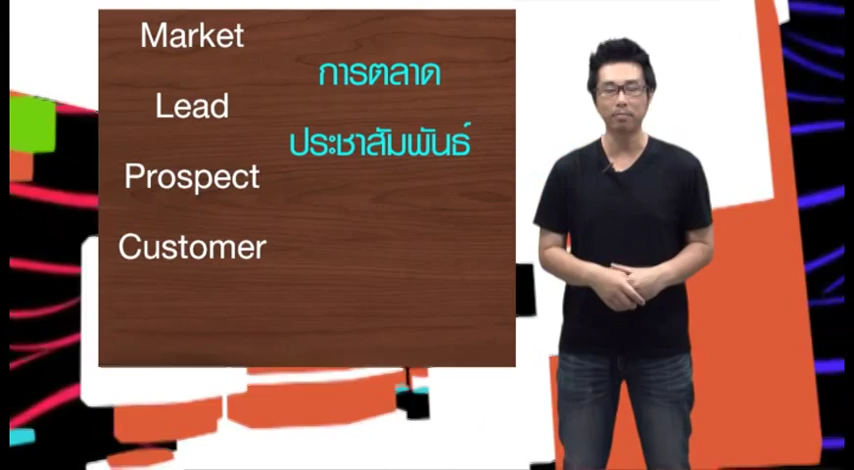 Market
การตลาด
Lead
ประชาสัมพันธ์
Prospect
Customer